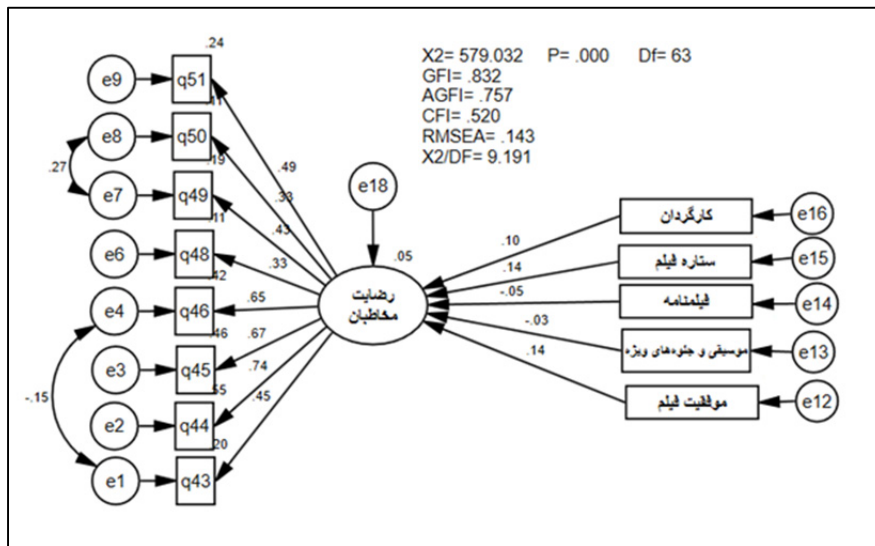 X2= 579.032 P= .000 Df= 63
GFI= .832
AGFI= .757
CFI= .520
RMSEA= .143
X2/DF= 9.191
.24
e9 q51
.11
e8 q50
.19
.27
e7 q49
.11
e6 q48
.42
e4 q46
.46
e3 q45
.55
-.15
e2 q44
.20
e1 q43
.49
.33
.43
.33
.65
.67
.74
.45
e18
.05
رضایت
مخاطبان
.10
.14
-.05
-.03
.14
کارگردان e16
ستاره فیلم e15
فیلمنامه e14
موسیقی و جلوه‌های ویژه e13
موفقیت فیلم e12